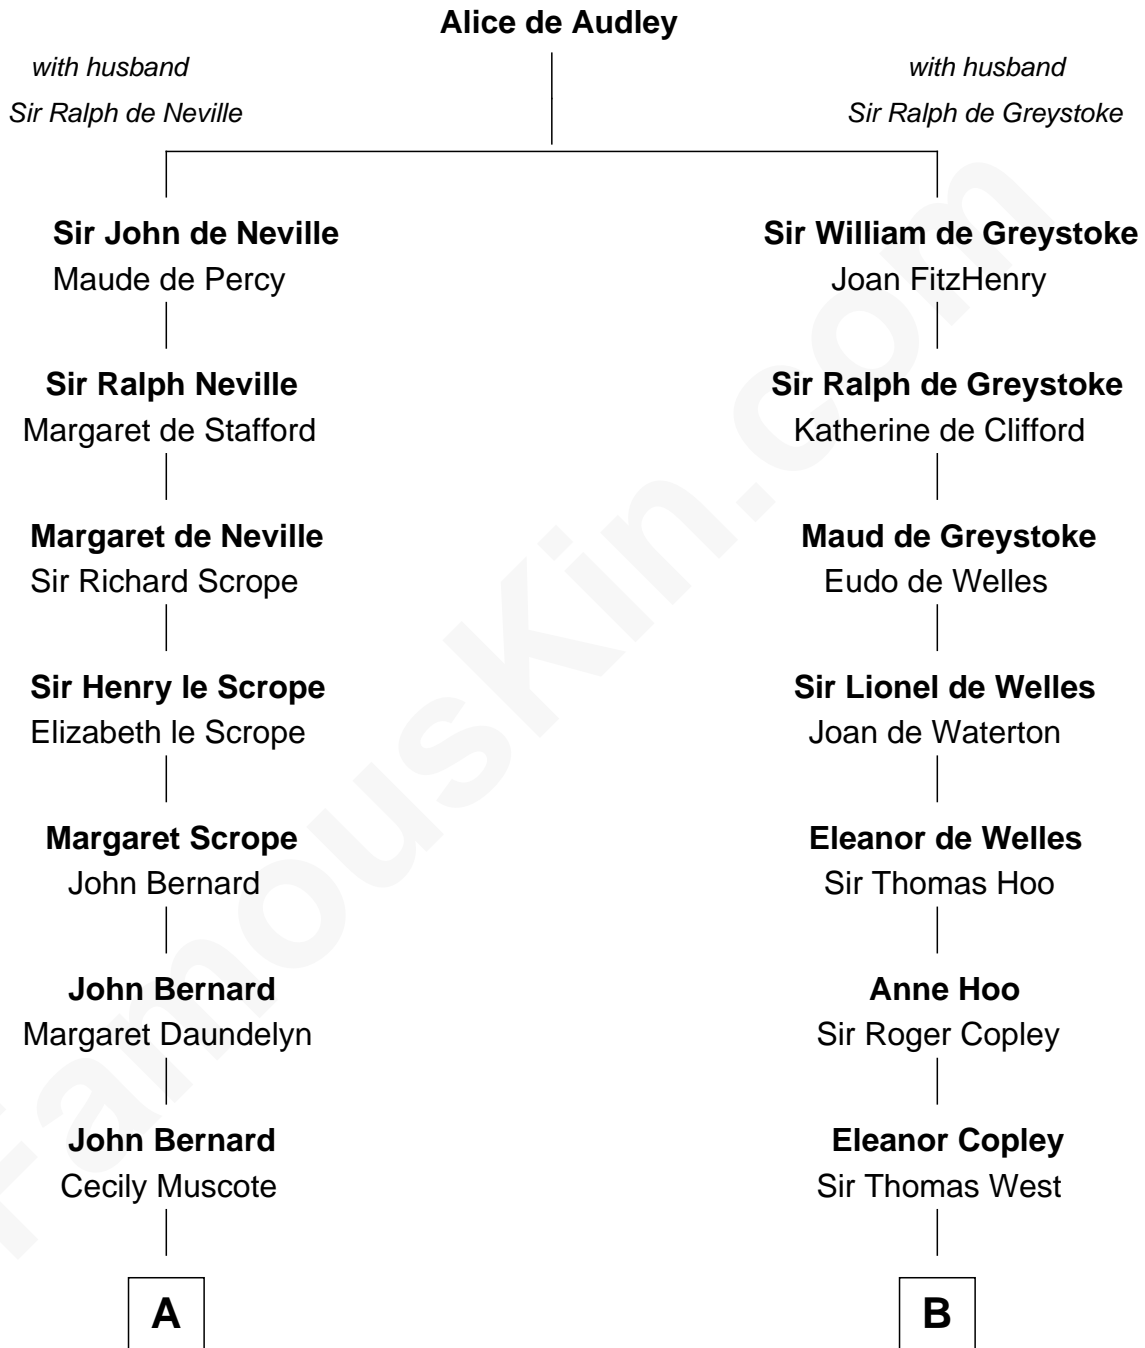 Alice de Audley
with husband
Sir Ralph de Neville
with husband
Sir Ralph de Greystoke
Sir John de Neville
Maude de Percy
Sir William de Greystoke
Joan FitzHenry
Sir Ralph Neville
Margaret de Stafford
Sir Ralph de Greystoke
Katherine de Clifford
Margaret de Neville
Sir Richard Scrope
Maud de Greystoke
Eudo de Welles
Sir Henry le Scrope
Elizabeth le Scrope
Sir Lionel de Welles
Joan de Waterton
Margaret Scrope
John Bernard
Eleanor de Welles
Sir Thomas Hoo
John Bernard
Margaret Daundelyn
Anne Hoo
Sir Roger Copley
John Bernard
Cecily Muscote
Eleanor Copley
Sir Thomas West
A
B
FamousKin.com